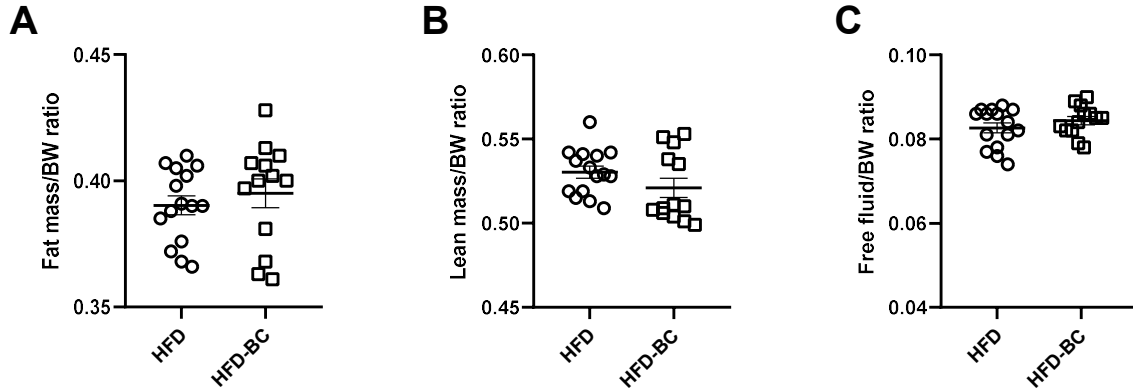 A
Fat mass/BW ratio
0.45
0.40
0.35
HFD
HFD-BC
B
Lean mass/BW ratio
0.60
0.55
0.50
0.45
HFD
HFD-BC
C
Free fluid/BW ratio
0.10
0.08
0.06
0.04
HFD
HFD-BC